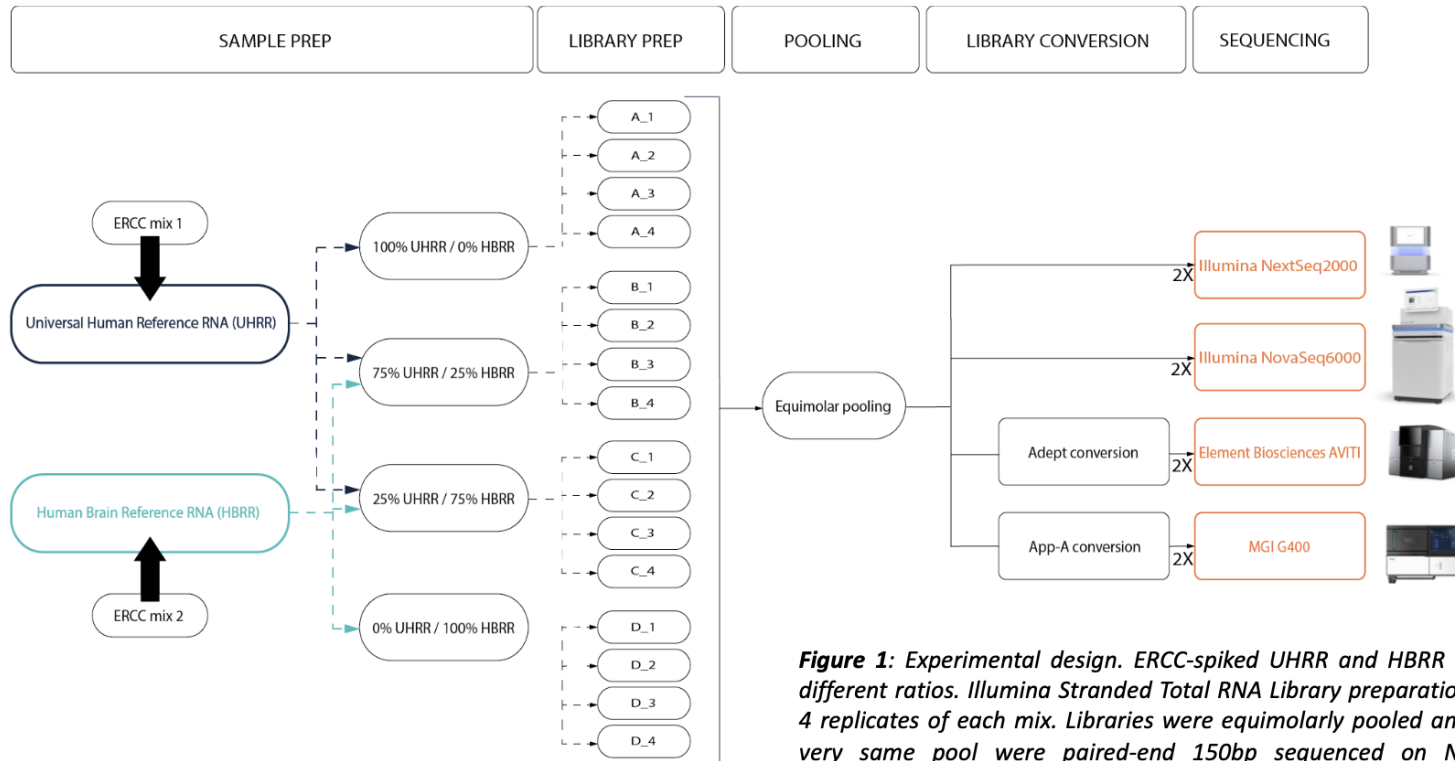 SAMPLE PREP
LIBRARY PREP
POOLING
LIBRARY CONVERSION
SEQUENCING
ERCC mix 1
Universal Human Reference RNA (UHRR)
Human Brain Reference RNA (HBRR)
ERCC mix 2
100% UHRR / 0% HBRR
75% UHRR / 25% HBRR
25% UHRR / 75% HBRR
0% UHRR / 100% HBRR
A_1
A_2
A_3
A_4
B_1
B_2
B_3
B_4
C_1
C_2
C_3
C_4
D_1
D_2
D_3
D_4
Equimolar pooling
Adept conversion
App-A conversion
2X
Illumina NextSeq2000
2X
Illumina NovaSeq6000
2X
Element Biosciences AVITI
2X
MGI G400
Figure 1: Experimental design. ERCC-spiked UHRR and HBRR
different ratios. Illumina Stranded Total RNA Library preparatio
4 replicates of each mix. Libraries were equimolarly pooled an
very same pool were paired-end 150bp sequenced on N